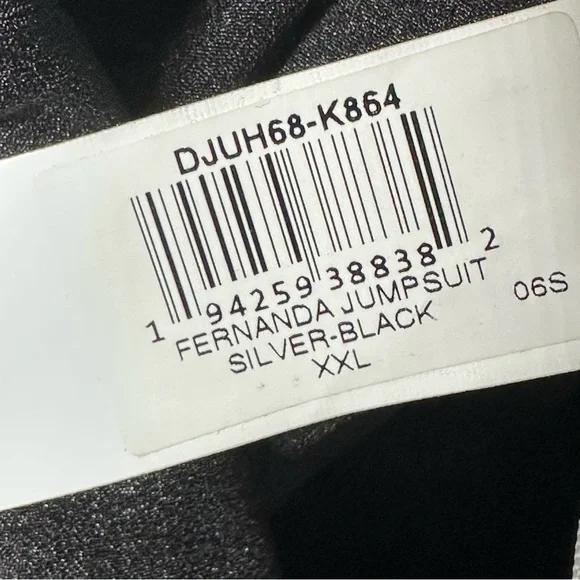 DJUH68-K864
1 94259 38838 2
FERNANDA JUMPSUIT
SILVER-BLACK 06S
XXL